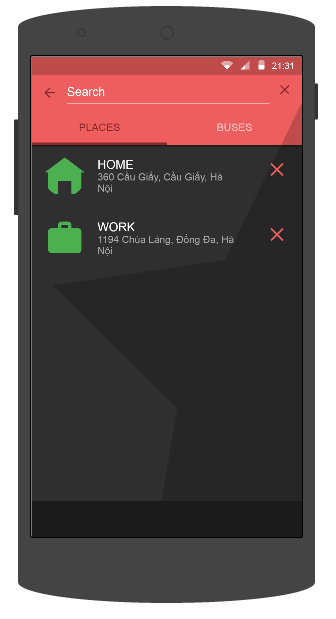 21:31
Search
PLACES BUSES
HOME
360 Cầu Giấy, Cầu Giấy, Hà
Nội
WORK
1194 Chùa Láng, Đống Đa, Hà
Nội